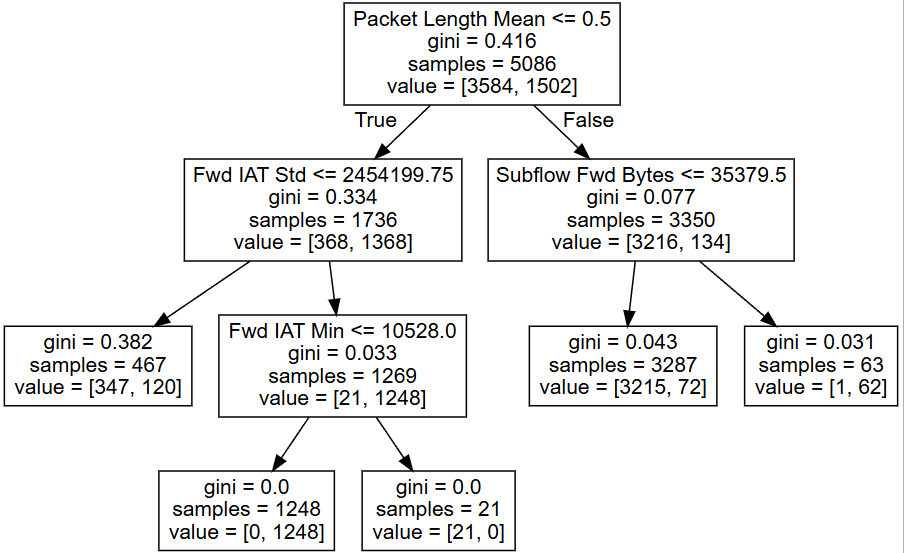 Packet Length Mean <= 0.5
gini = 0.416
samples = 5086
value = [3584, 1502]
True
False
Fwd IAT Std <= 2454199.75
gini = 0.334
samples = 1736
value = [368, 1368]
Subflow Fwd Bytes <= 35379.5
gini = 0.077
samples = 3350
value = [3216, 134]
gini = 0.382
samples = 467
value = [347, 120]
Fwd IAT Min <= 10528.0
gini = 0.033
samples = 1269
value = [21, 1248]
gini = 0.043
samples = 3287
value = [3215, 72]
gini = 0.031
samples = 63
value = [1, 62]
gini = 0.0
samples = 1248
value = [0, 1248]
gini = 0.0
samples = 21
value = [21, 0]